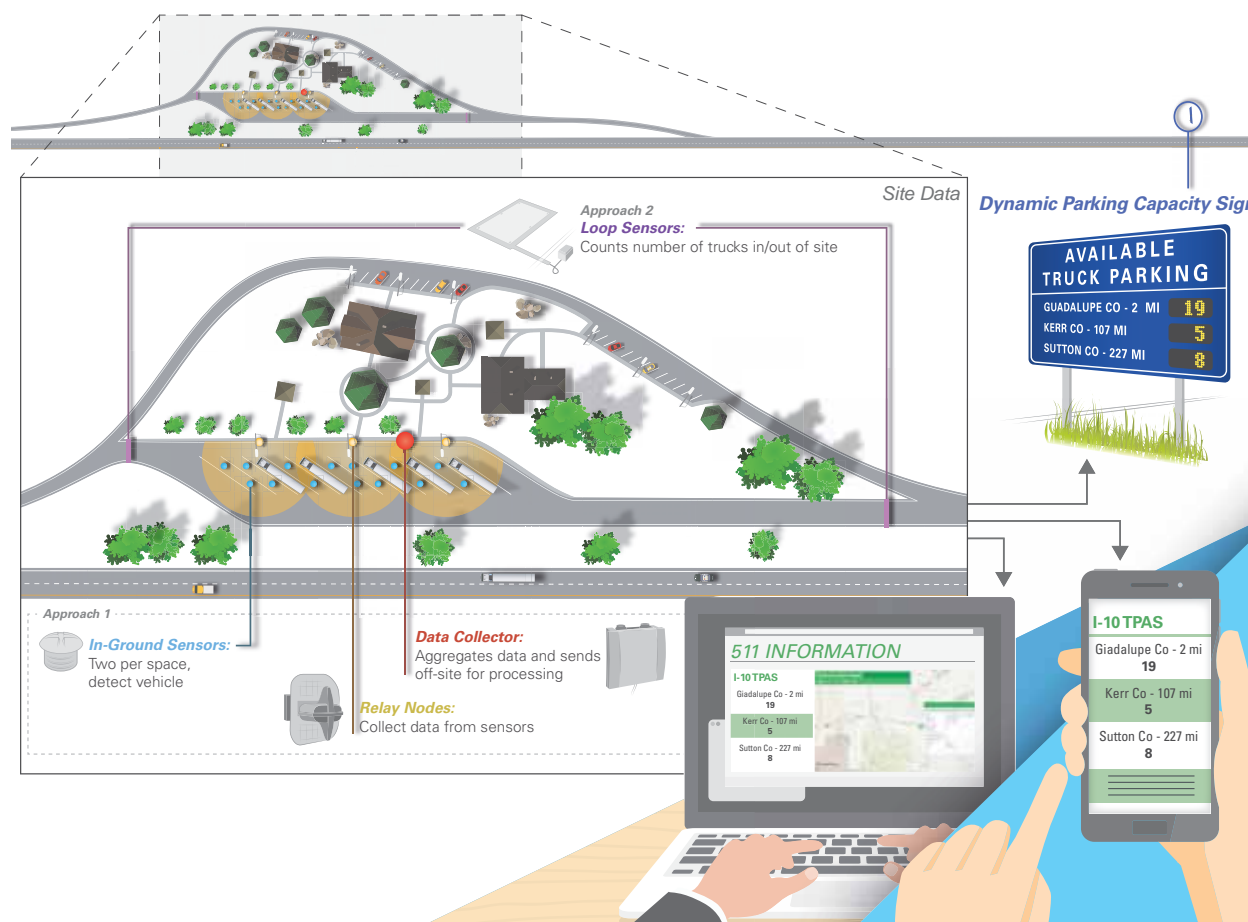 1
Site Data
Dynamic Parking Capacity Sign
Approach 2
Loop Sensors:
Counts number of trucks in/out of site
AVAILABLE
TRUCK PARKING
GUADALUPE CO - 2 MI 19
KERR CO - 107 MI 5
SUTTON CO - 227 MI 8
Approach 1
In-Ground Sensors:
Two per space,
detect vehicle
Data Collector:
Aggregates data and sends
off-site for processing
Relay Nodes:
Collect data from sensors
511 INFORMATION
I-10 TPAS
Giadalupe Co - 2 mi
19
Kerr Co - 107 mi
5
Sutton Co - 227 mi
8
I-10 TPAS
Giadalupe Co - 2 mi
19
Kerr Co - 107 mi
5
Sutton Co - 227 mi
8